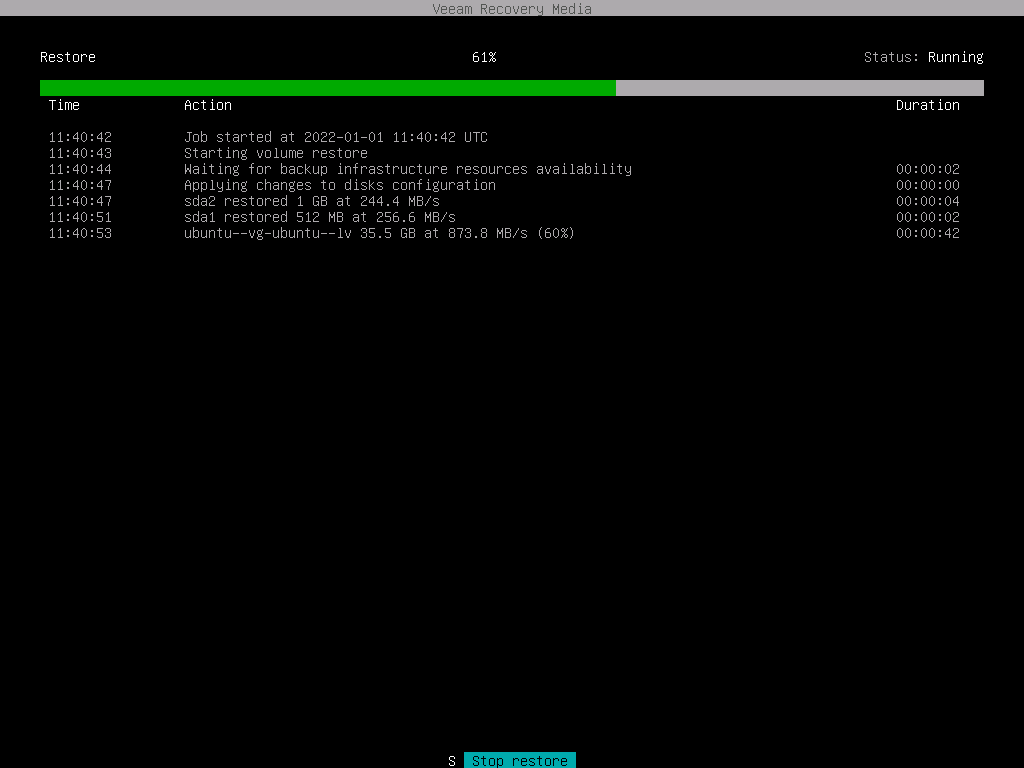 Veeam Recovery Media
Restore 61% Status: Running
Time Action Duration
11:40:42 Job started at 2022-01-01 11:40:42 UTC
11:40:43 Starting volume restore
11:40:44 Waiting for backup infrastructure resources availability 00:00:02
11:40:47 Applying changes to disks configuration 00:00:00
11:40:47 sda2 restored 1 GB at 244.4 MB/s 00:00:04
11:40:51 sda1 restored 512 MB at 256.6 MB/s 00:00:02
11:40:53 ubuntu--vg-ubuntu--lv 35.5 GB at 873.8 MB/s (60%) 00:00:42
S Stop restore